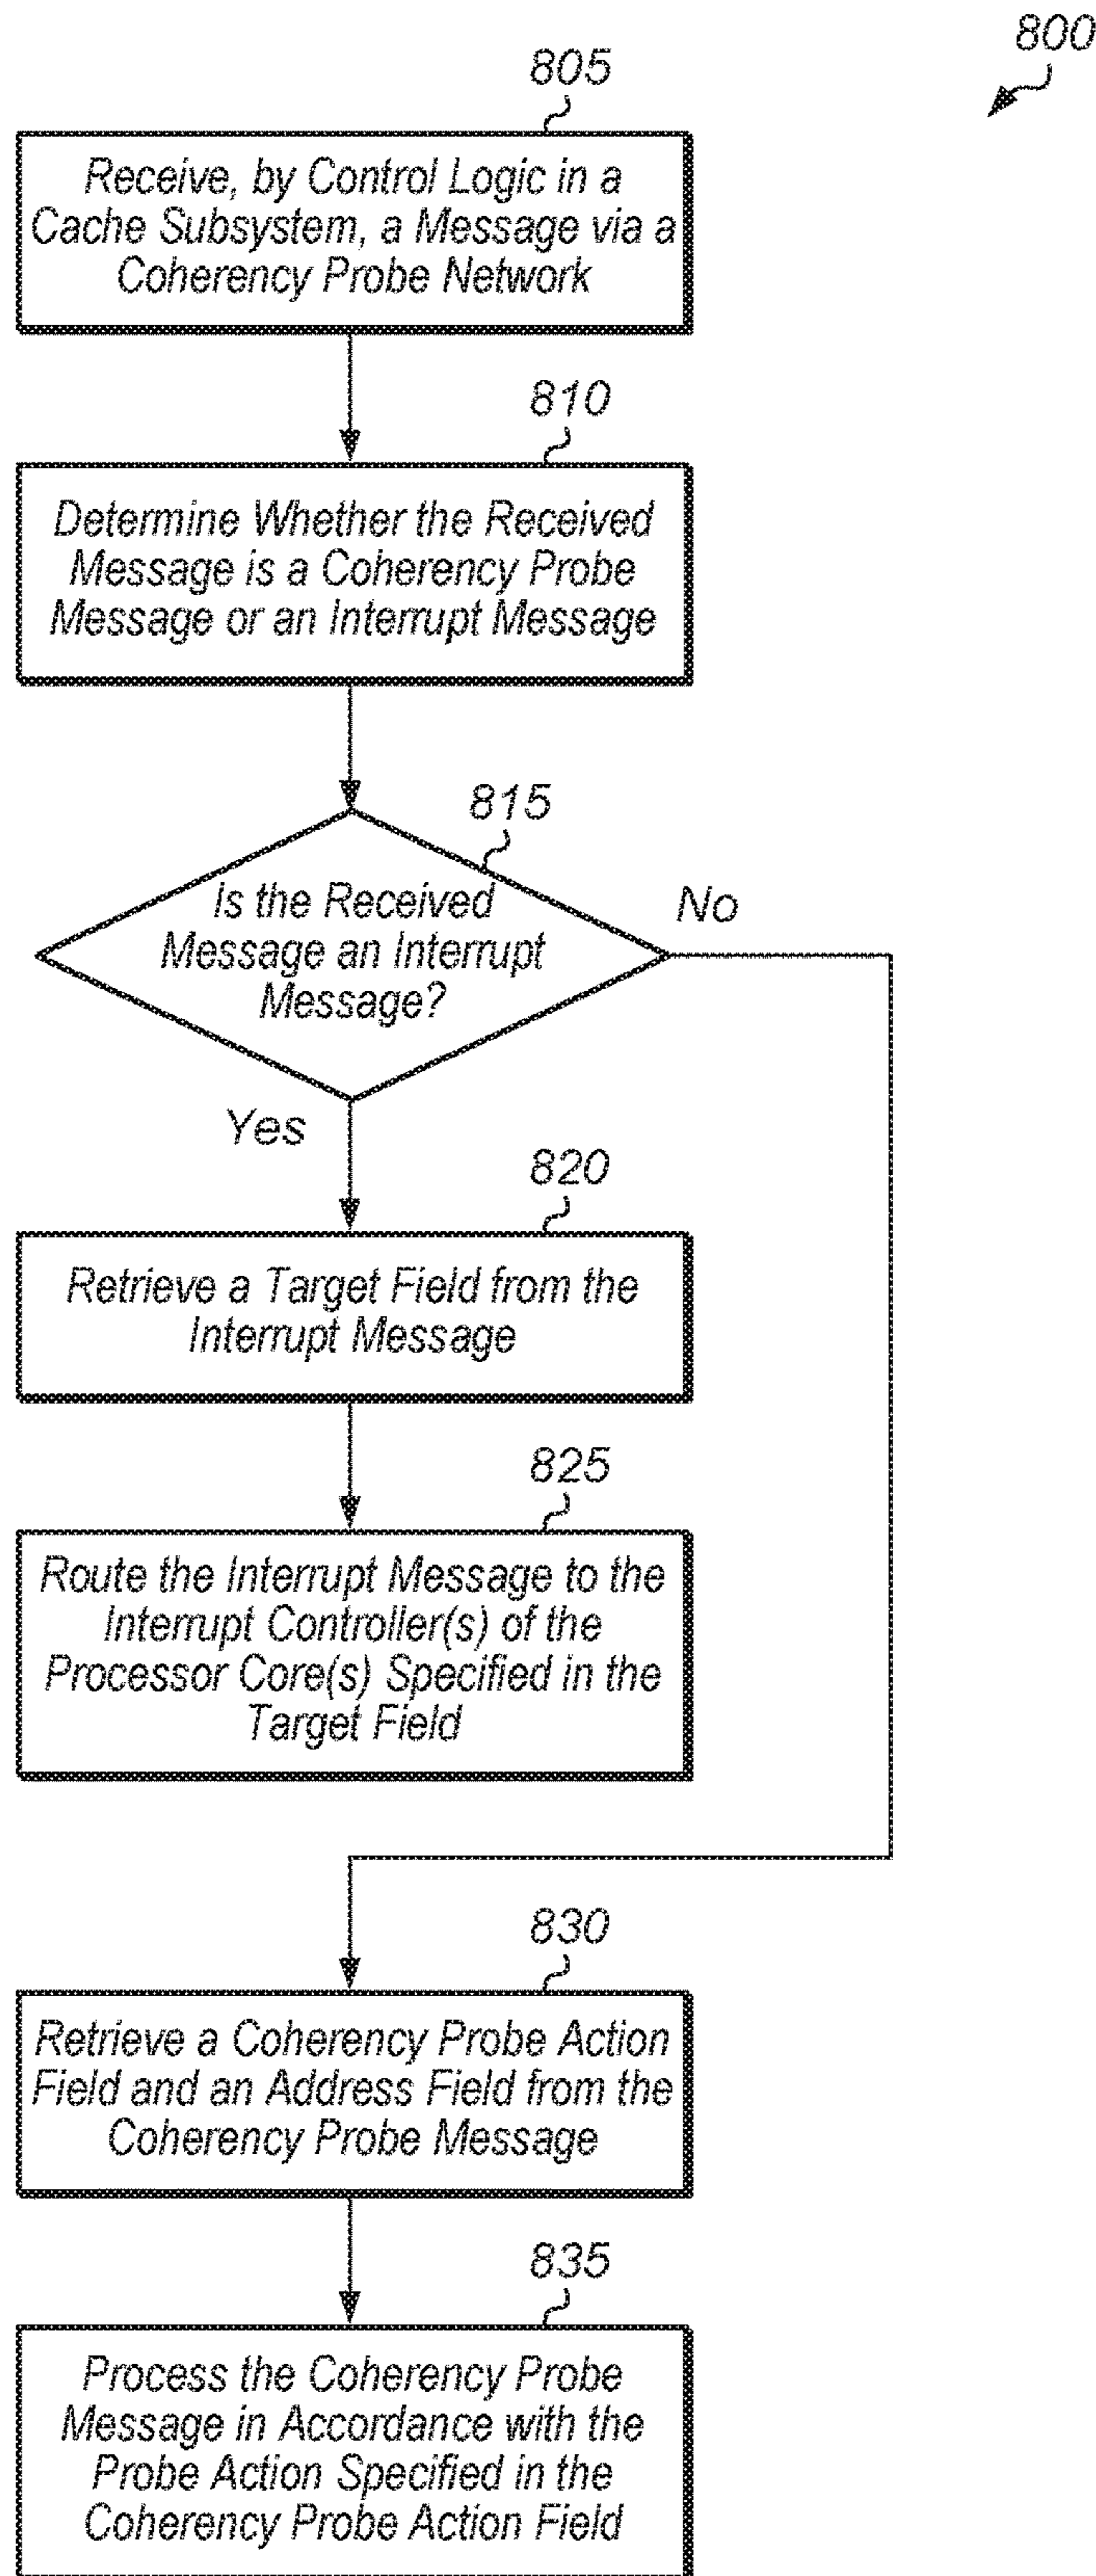 800
805
Receive, by Control Logic in a
Cache Subsystem, a Message via a
Coherency Probe Network
810
Determine Whether the Received
Message is a Coherency Probe
Message or an Interrupt Message
815
Is the Received
Message an Interrupt
Message?
No
Yes
820
Retrieve a Target Field from the
Interrupt Message
825
Route the Interrupt Message to the
Interrupt Controller(s) of the
Processor Core(s) Specified in the
Target Field
830
Retrieve a Coherency Probe Action
Field and an Address Field from the
Coherency Probe Message
835
Process the Coherency Probe
Message in Accordance with the
Probe Action Specified in the
Coherency Probe Action Field